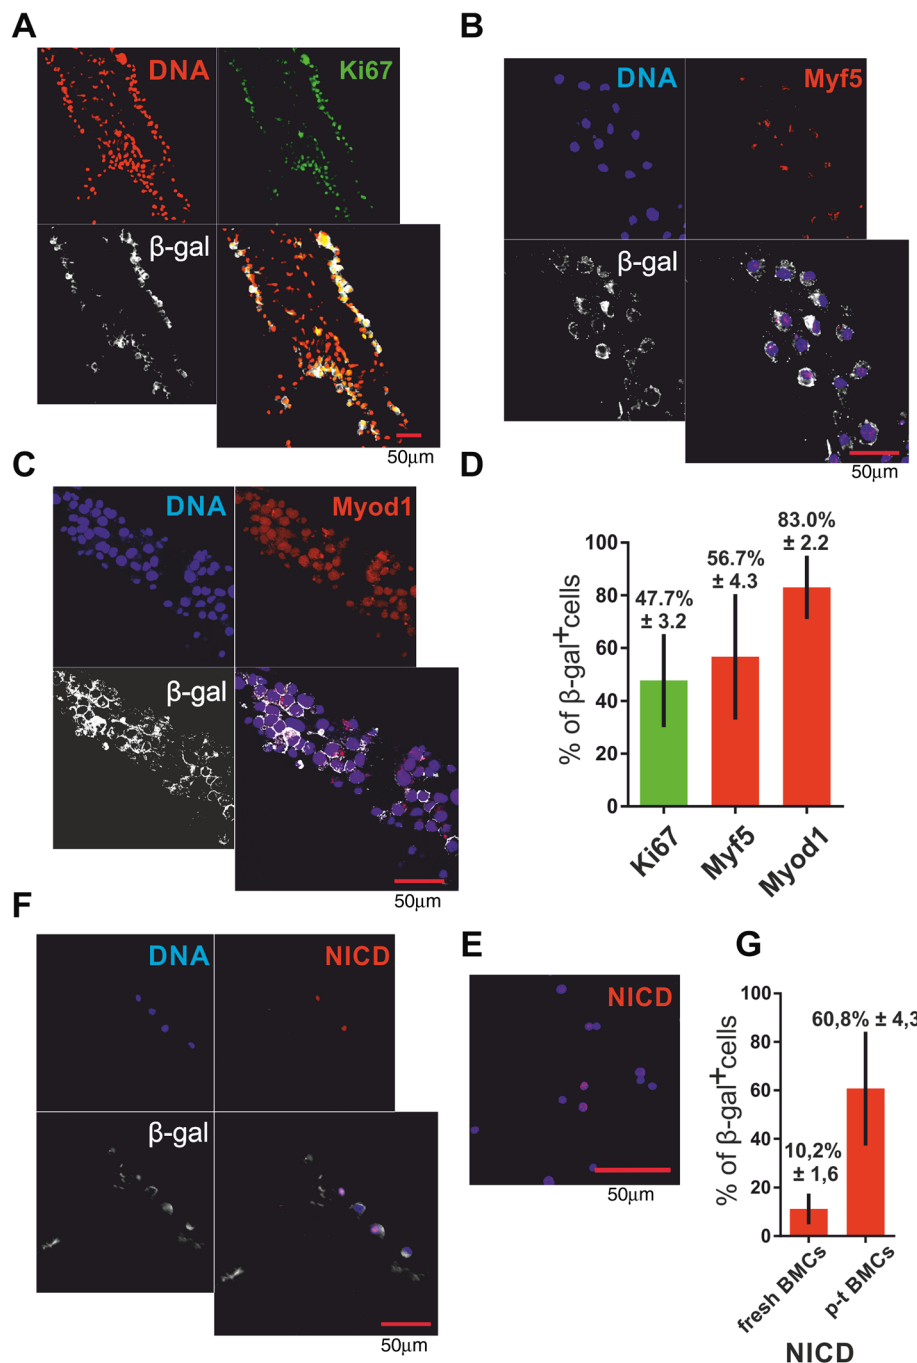 A
DNA
Ki67
β-gal
50µm
B
DNA
Myf5
β-gal
50µm
C
DNA
Myod1
β-gal
50µm
D
% of β-gal+cells
100
80
60
40
20
0
47.7%
± 3.2
56.7%
± 4.3
83.0%
± 2.2
Ki67
Myf5
Myod1
F
DNA
NICD
β-gal
50µm
E
NICD
50µm
G
% of β-gal+cells
100
80
60
40
20
0
10,2%
± 1,6
60,8% ± 4,3
fresh BMCs
p-t BMCs
NICD